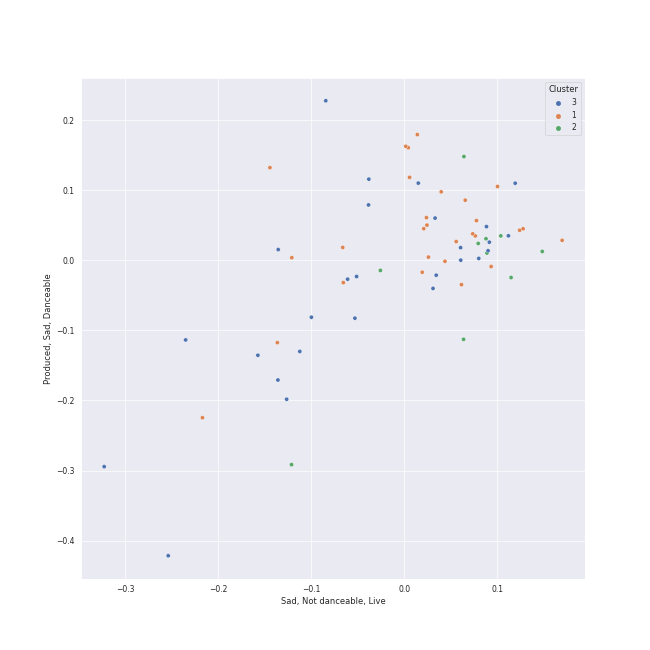 Cluster
3
1
2
0.2
0.1
0.0
−0.1
−0.2
−0.3
−0.4
Produced, Sad, Danceable
−0.3 −0.2 −0.1 0.0 0.1
Sad, Not danceable, Live